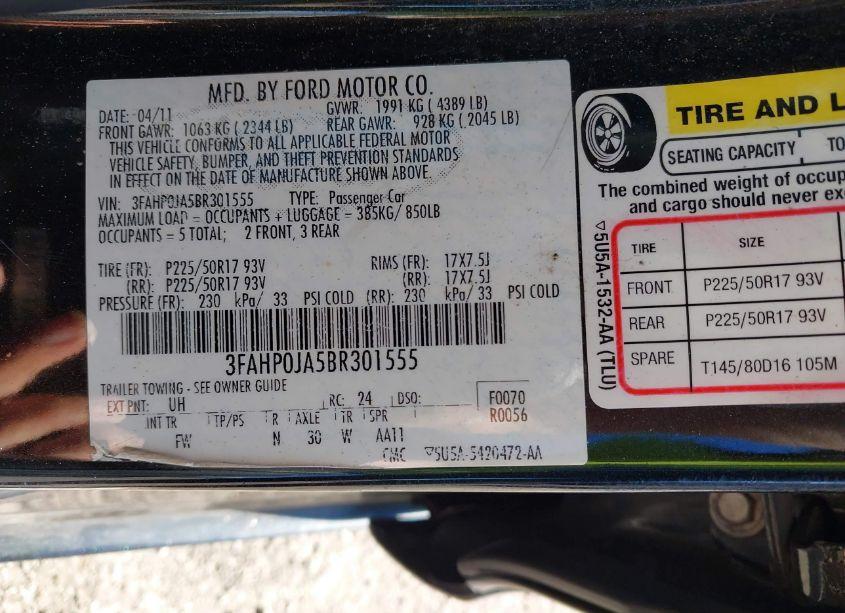 MFD. BY FORD MOTOR CO.
DATE: 04/11 GVWR: 1991 KG ( 4389 LB)
FRONT GAWR: 1063 KG ( 2344 LB) REAR GAWR: 928 KG ( 2045 LB)
THIS VEHICLE CONFORMS TO ALL APPLICABLE FEDERAL MOTOR
VEHICLE SAFETY, BUMPER, AND THEFT PREVENTION STANDARDS
IN EFFECT ON THE DATE OF MANUFACTURE SHOWN ABOVE.
VIN: 3FAHP0JA5BR301555 TYPE: Passenger Car
MAXIMUM LOAD = OCCUPANTS + LUGGAGE = 385KG/ 850LB
OCCUPANTS = 5 TOTAL; 2 FRONT, 3 REAR
TIRE (FR): P225/50R17 93V RIMS (FR): 17X7.5J
(RR): P225/50R17 93V (RR): 17X7.5J
PRESSURE (FR): 230 kPa/ 33 PSI COLD (RR): 230 kPa/ 33 PSI COLD
3FAHP0JA5BR301555
TRAILER TOWING - SEE OWNER GUIDE
EXT PNT: UH RC: 24 DSO: F0070
R0056
INT TR TP/PS R AXLE TR SPR
FW N 30 W AA11
CMC 5U5A-5420472-AA
TIRE AND L
SEATING CAPACITY TO
The combined weight of occup
and cargo should never exc
TIRE SIZE
FRONT P225/50R17 93V
REAR P225/50R17 93V
SPARE T145/80D16 105M
5U5A-1532-AA (TLU)